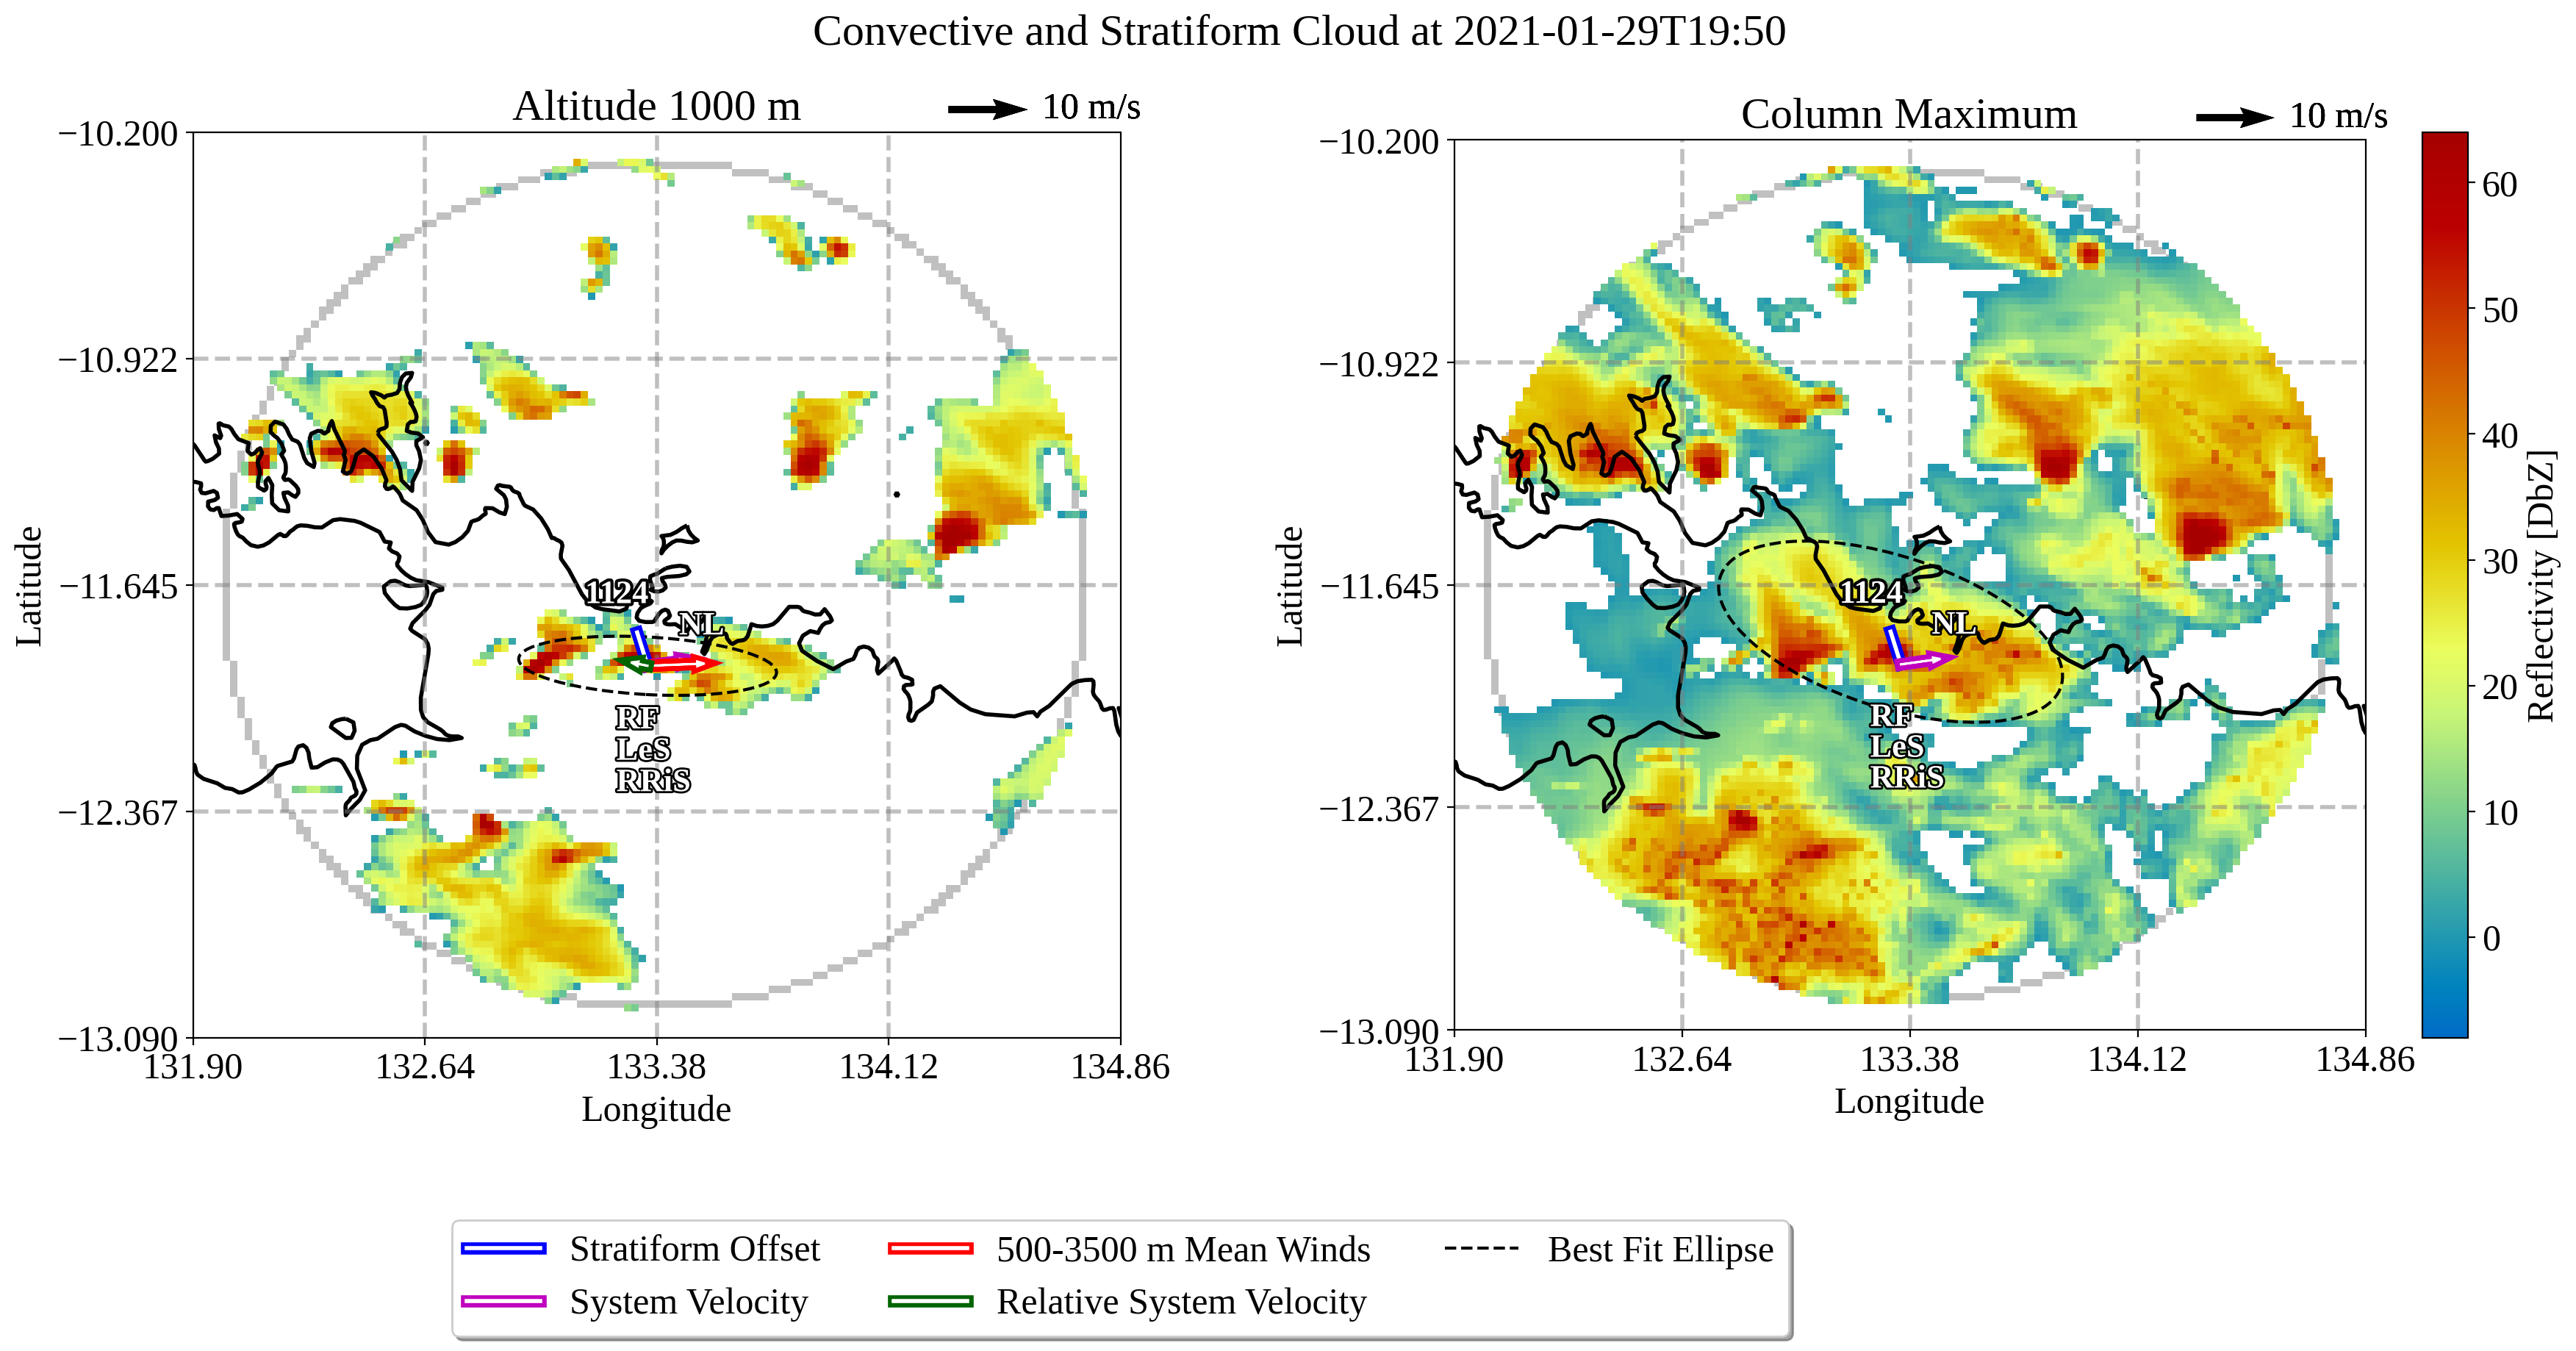 Convective and Stratiform Cloud at 2021-01-29T19:50
Altitude 1000 m
10 m/s
Column Maximum
10 m/s
−10.200
−10.922
−11.645
−12.367
−13.090
Latitude
131.90
132.64
133.38
134.12
134.86
Longitude
1124
NL
RF
LeS
RRiS
−10.200
−10.922
−11.645
−12.367
−13.090
Latitude
131.90
132.64
133.38
134.12
134.86
Longitude
1124
NL
RF
LeS
RRiS
60
50
40
30
20
10
0
Reflectivity [DbZ]
Stratiform Offset
500-3500 m Mean Winds
Best Fit Ellipse
System Velocity
Relative System Velocity